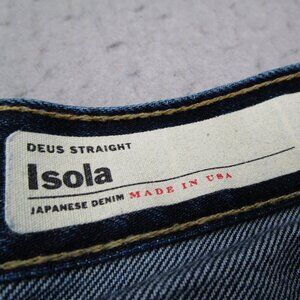 DEUS STRAIGHT
Isola
JAPANESE DENIM MADE IN USA